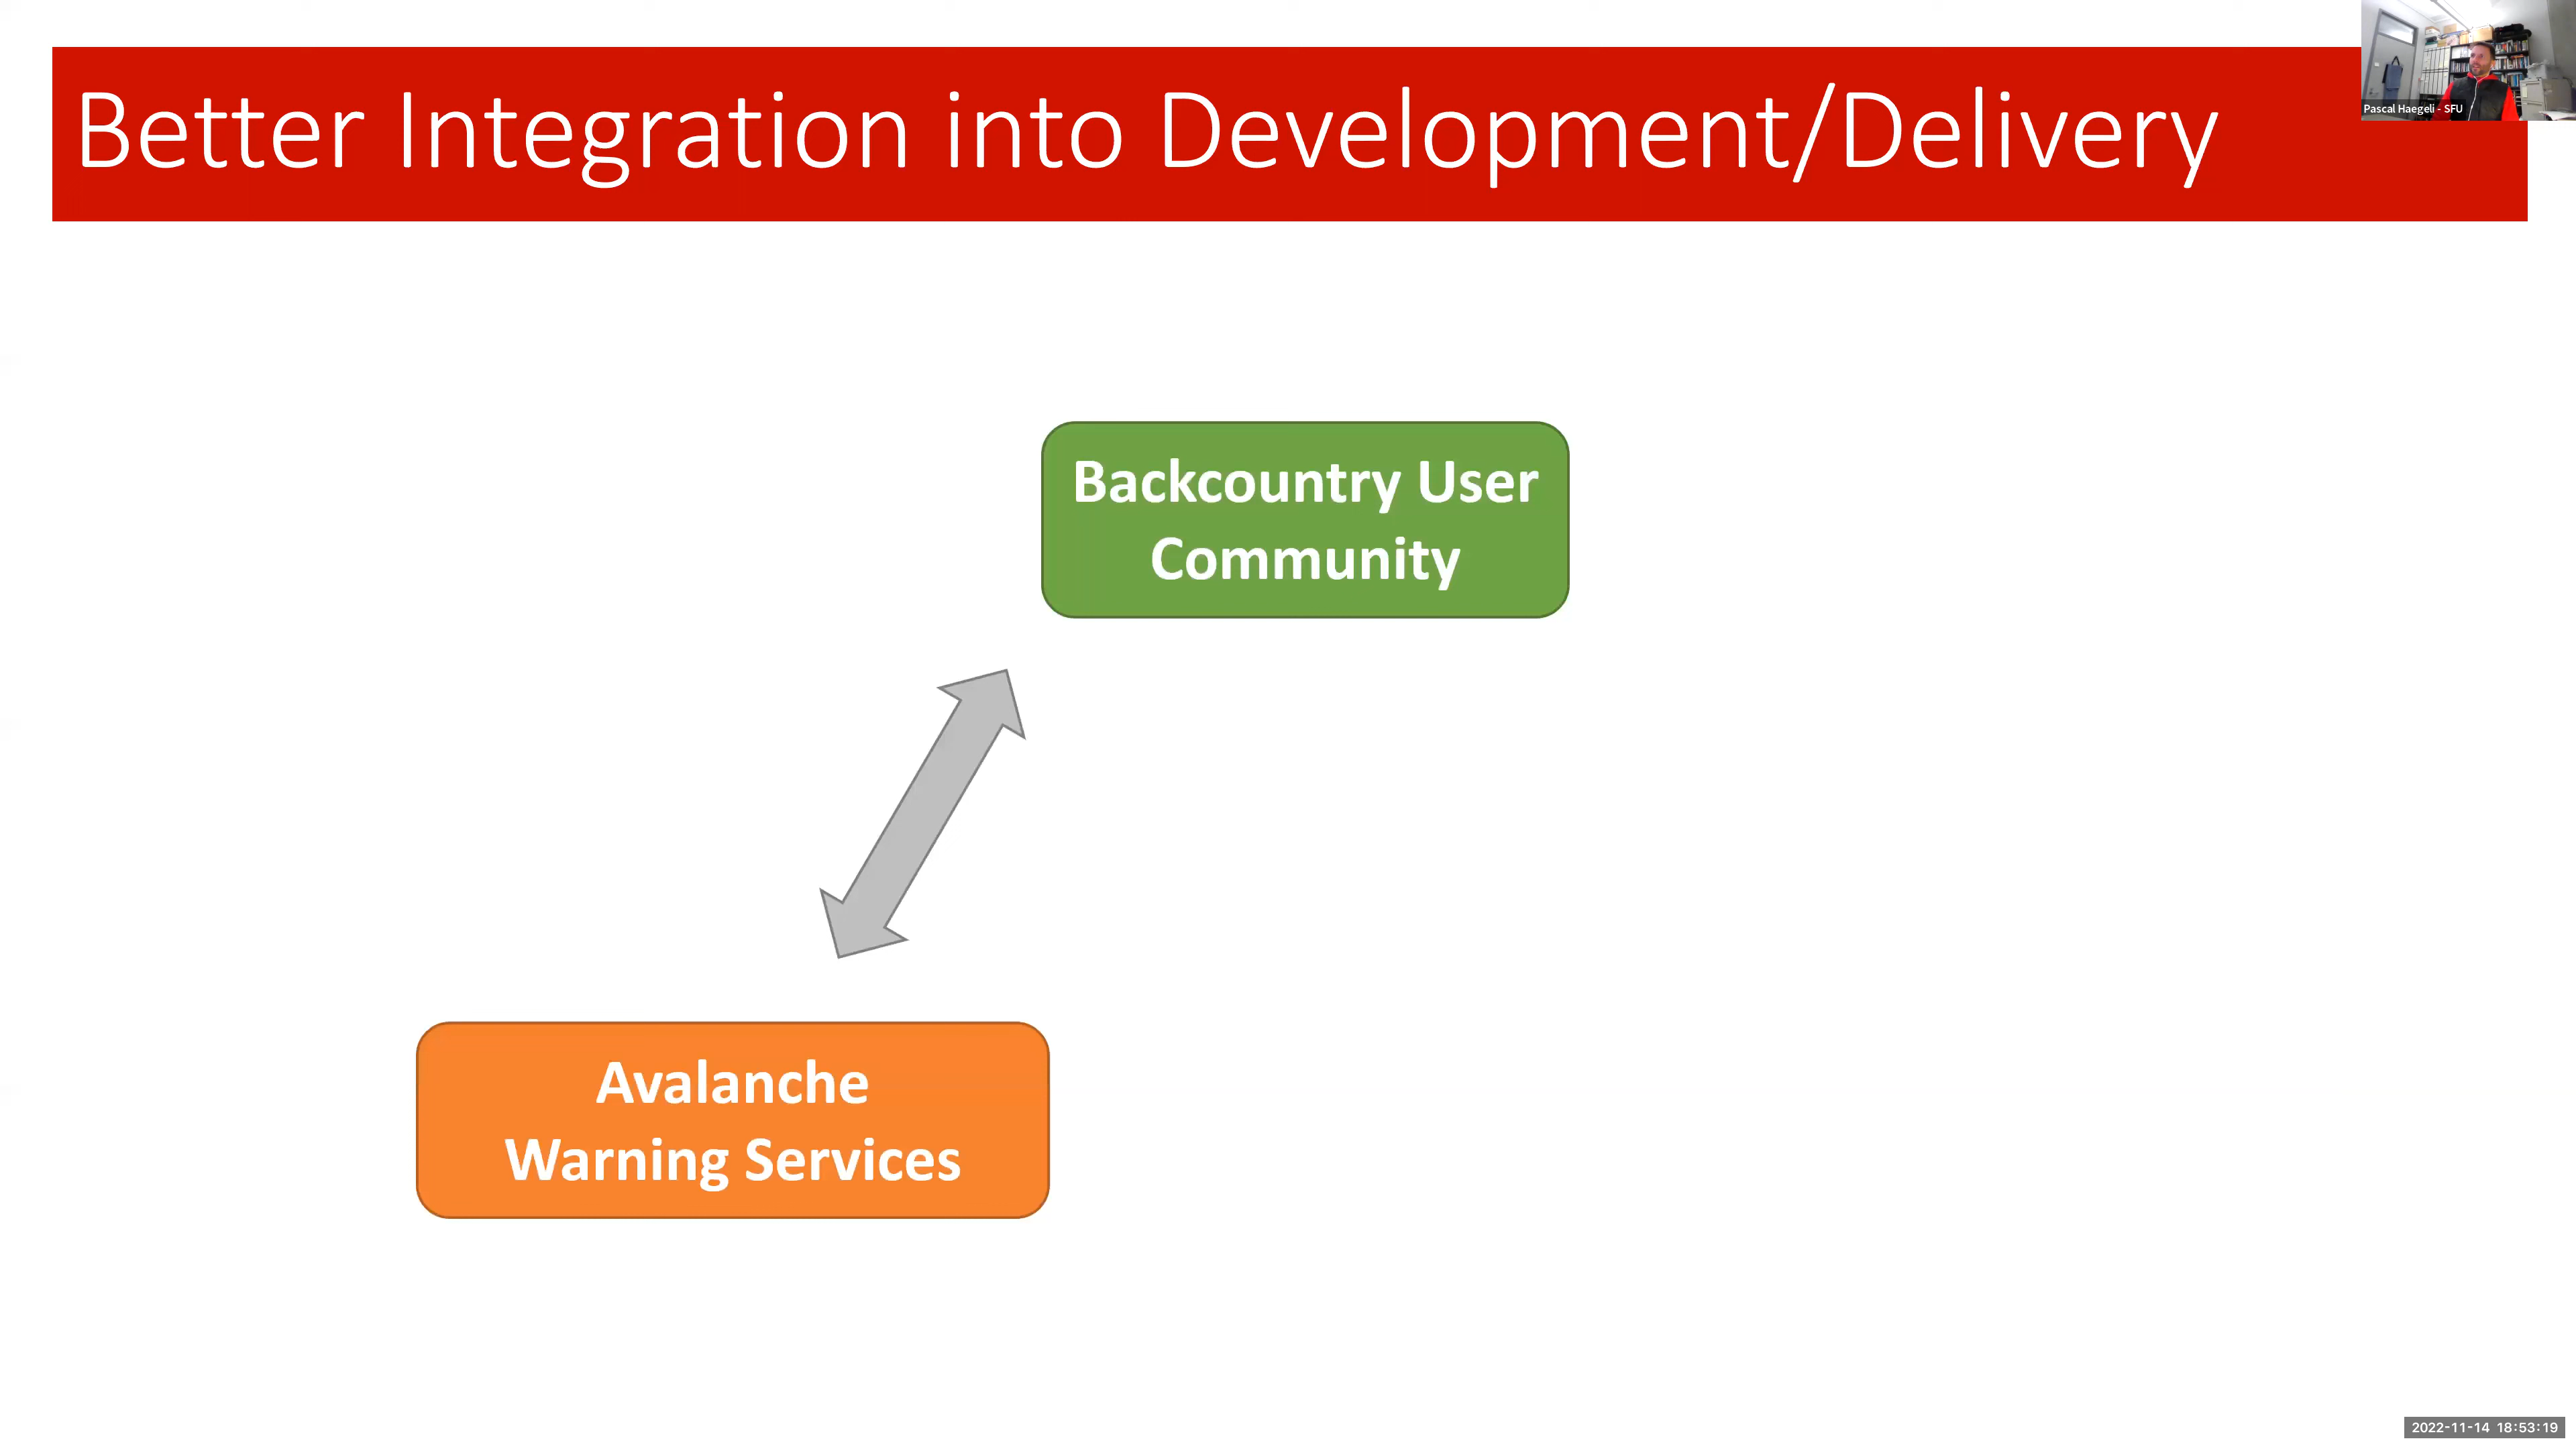 Better Integration into Development/Delivery
Pascal Haegeli - SFU
Backcountry User
Community
Avalanche
Warning Services
2022-11-14 18:53:19